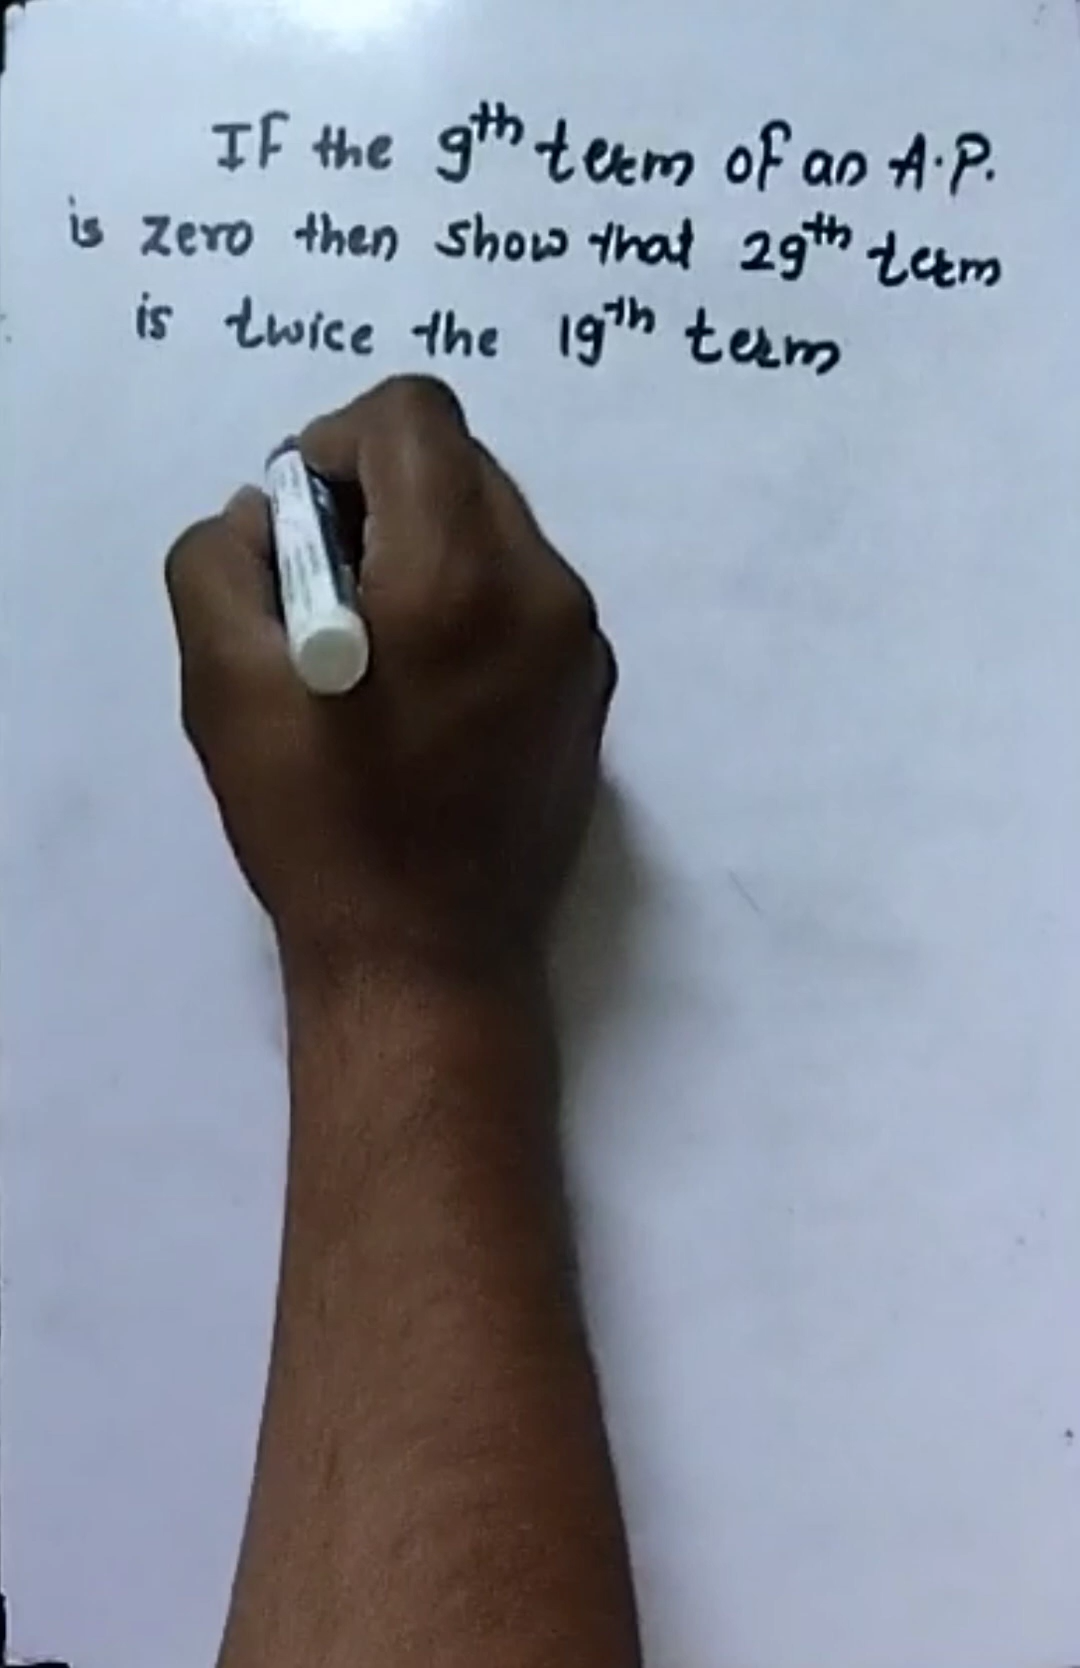 If the 9th term of an A.P.
is zero then show that 29th term
is twice the 19th term